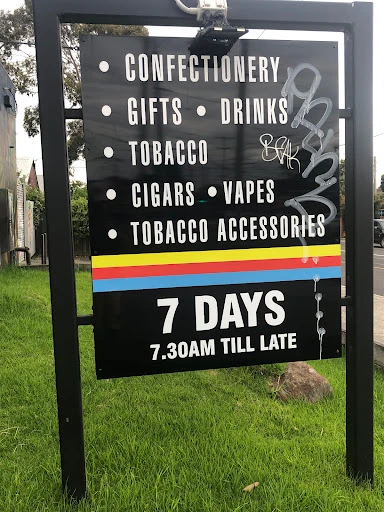 • CONFECTIONERY
• GIFTS • DRINKS
• TOBACCO
• CIGARS • VAPES
• TOBACCO ACCESSORIES
7 DAYS
7.30AM TILL LATE